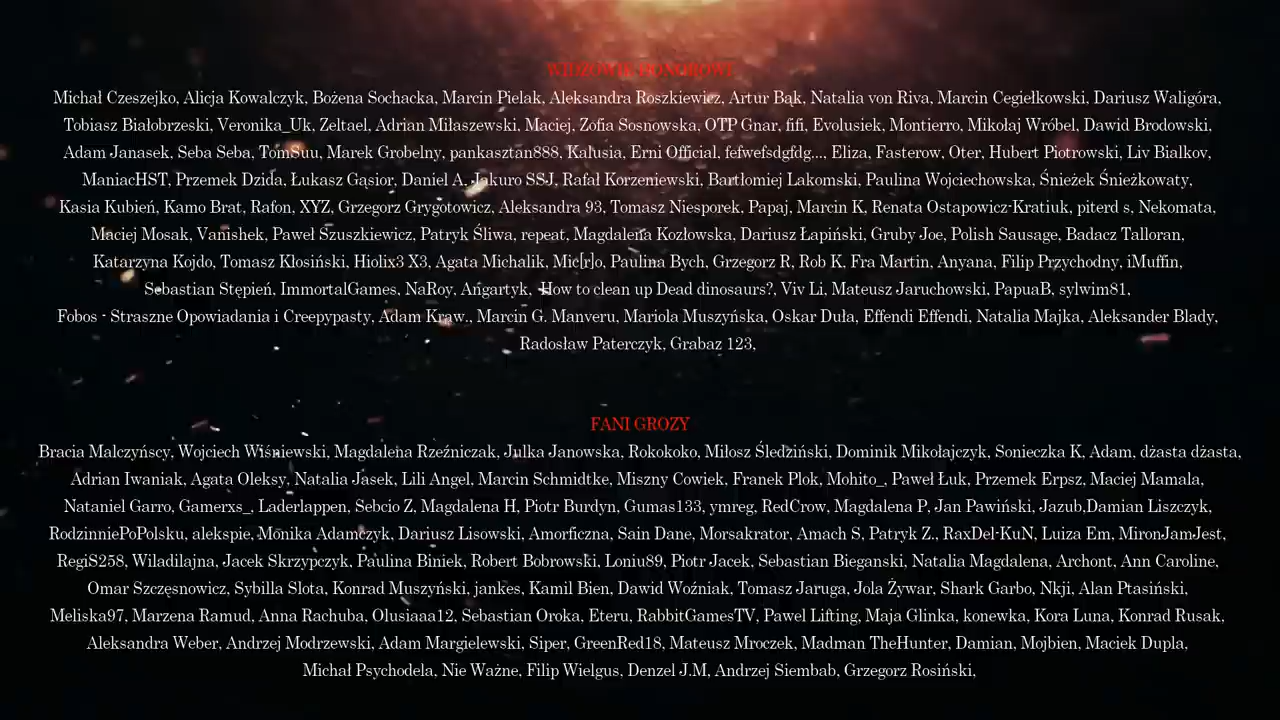 WIDZOWIE HONOROWI
Michał Czeszejko, Alicja Kowalczyk, Bożena Sochacka, Marcin Pielak, Aleksandra Roszkiewicz, Artur Bąk, Natalia von Riva, Marcin Cegiełkowski, Dariusz Waligóra,
Tobiasz Białobrzeski, Veronika_Uk, Zeltael, Adrian Miłaszewski, Maciej, Zofia Sosnowska, OTP Gnar, fifi, Evolusiek, Montierro, Mikołaj Wróbel, Dawid Brodowski,
Adam Janasek, Seba Seba, TomSuu, Marek Grobelny, pankasztan888, Kałusia, Erni Official, fefwefsdgfdg..., Eliza, Fasterow, Oter, Hubert Piotrowski, Liv Bialkov,
ManiacHST, Przemek Dzida, Łukasz Gąsior, Daniel A, Jakuro SSJ, Rafał Korzeniewski, Bartłomiej Lakomski, Paulina Wojciechowska, Śnieżek Śnieżkowaty,
Kasia Kubień, Kamo Brat, Rafon, XYZ, Grzegorz Grygotowicz, Aleksandra 93, Tomasz Niesporek, Papaj, Marcin K, Renata Ostapowicz-Kratiuk, piterd s, Nekomata,
Maciej Mosak, Vanishek, Paweł Szuszkiewicz, Patryk Śliwa, repeat, Magdalena Kozłowska, Dariusz Łapiński, Gruby Joe, Polish Sausage, Badacz Talloran,
Katarzyna Kojdo, Tomasz Kłosiński, Hiolix3 X3, Agata Michalik, Mic[r]o, Paulina Bych, Grzegorz R, Rob K, Fra Martin, Anyana, Filip Przychodny, iMuffin,
Sebastian Stępień, ImmortalGames, NaRoy, Angartyk, How to clean up Dead dinosaurs?, Viv Li, Mateusz Jaruchowski, PapuaB, sylwim81,
Fobos - Straszne Opowiadania i Creepypasty, Adam Kraw., Marcin G. Manveru, Mariola Muszyńska, Oskar Duła, Effendi Effendi, Natalia Majka, Aleksander Blady,
Radosław Paterczyk, Grabaz 123,
FANI GROZY
Bracia Malczyńscy, Wojciech Wiśniewski, Magdalena Rzeźniczak, Julka Janowska, Rokokoko, Miłosz Śledziński, Dominik Mikołajczyk, Sonieczka K, Adam, dżasta dżasta,
Adrian Iwaniak, Agata Oleksy, Natalia Jasek, Lili Angel, Marcin Schmidtke, Miszny Cowiek, Franek Plok, Mohito_, Paweł Łuk, Przemek Erpsz, Maciej Mamala,
Nataniel Garro, Gamerxs_, Laderlappen, Sebcio Z, Magdalena H, Piotr Burdyn, Gumas133, ymreg, RedCrow, Magdalena P, Jan Pawiński, Jazub,Damian Liszczyk,
RodzinniePoPolsku, alekspie, Monika Adamczyk, Dariusz Lisowski, Amorficzna, Sain Dane, Morsakrator, Amach S, Patryk Z., RaxDel-KuN, Luiza Em, MironJamJest,
RegiS258, Wiladilajna, Jacek Skrzypczyk, Paulina Biniek, Robert Bobrowski, Loniu89, Piotr Jacek, Sebastian Bieganski, Natalia Magdalena, Archont, Ann Caroline,
Omar Szczęsnowicz, Sybilla Slota, Konrad Muszyński, jankes, Kamil Bien, Dawid Woźniak, Tomasz Jaruga, Jola Żywar, Shark Garbo, Nkji, Alan Ptasiński,
Meliska97, Marzena Ramud, Anna Rachuba, Olusiaaa12, Sebastian Oroka, Eteru, RabbitGamesTV, Pawel Lifting, Maja Glinka, konewka, Kora Luna, Konrad Rusak,
Aleksandra Weber, Andrzej Modrzewski, Adam Margielewski, Siper, GreenRed18, Mateusz Mroczek, Madman TheHunter, Damian, Mojbien, Maciek Dupla,
Michał Psychodela, Nie Ważne, Filip Wielgus, Denzel J.M, Andrzej Siembab, Grzegorz Rosiński,